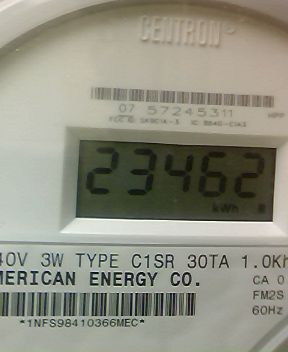 CENTRON
07 57245311
23462
kWh R
40V 3W TYPE C1SR 30TA 1.0Kh
MERICAN ENERGY CO.
CA 0
FM2S
60Hz
*1NFS98410366MEC*